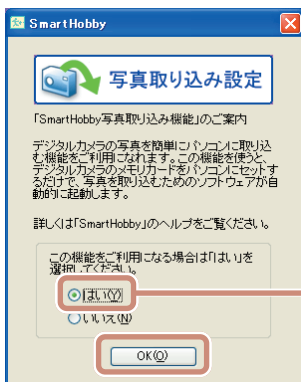 SmartHobby
写真取り込み設定
「SmartHobby写真取り込み機能」のご案内
デジタルカメラの写真を簡単にパソコンに取り込
む機能をご利用になれます。この機能を使うと、
デジタルカメラのメモリカードをパソコンにセットす
るだけで、写真を取り込むためのソフトウェアが自
動的に起動します。
詳しくは「SmartHobby」のヘルプをご覧ください。
この機能をご利用になる場合は「はい」を
選択してください。
はい(Y)
いいえ(N)
OK(O)